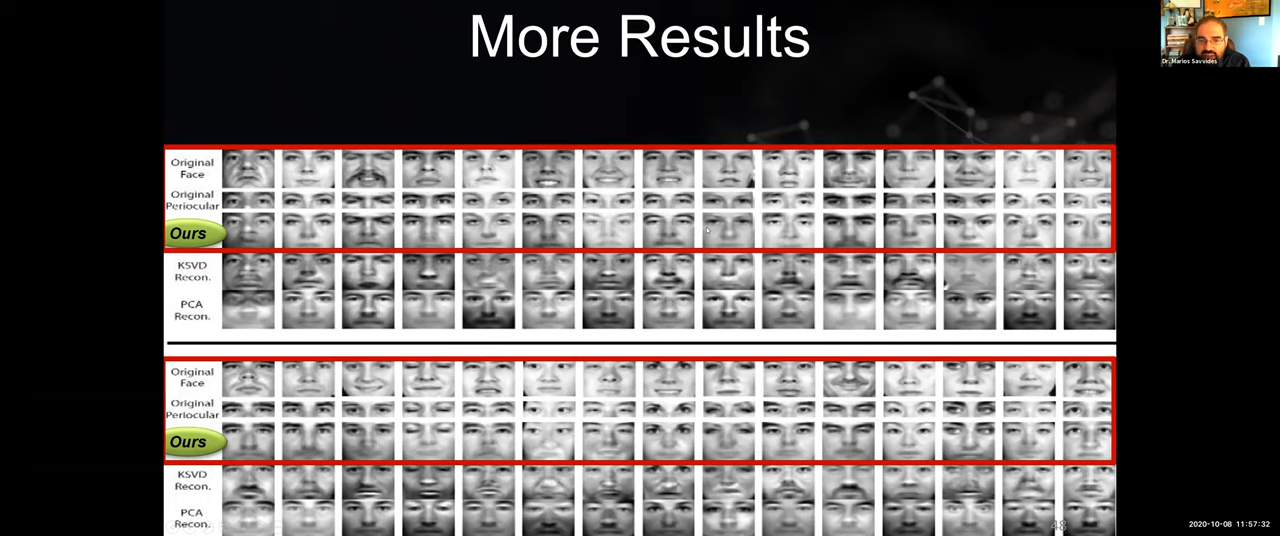 More Results
Dr. Marios Savvides
Original
Face
Original
Periocular
Ours
KSVD
Recon.
PCA
Recon.
Original
Face
Original
Periocular
Ours
KSVD
Recon.
PCA
Recon.
48
2020-10-08 11:57:32